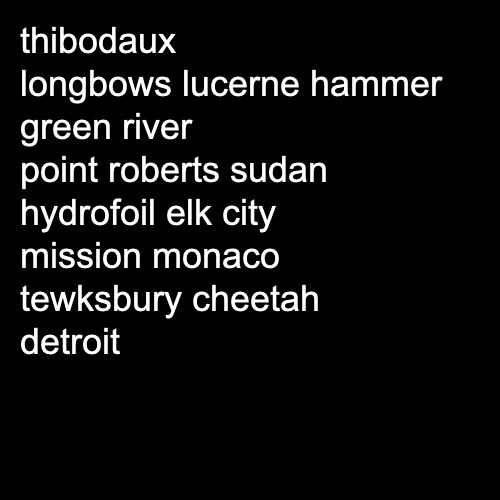 thibodaux
longbows lucerne hammer
green river
point roberts sudan
hydrofoil elk city
mission monaco
tewksbury cheetah
detroit